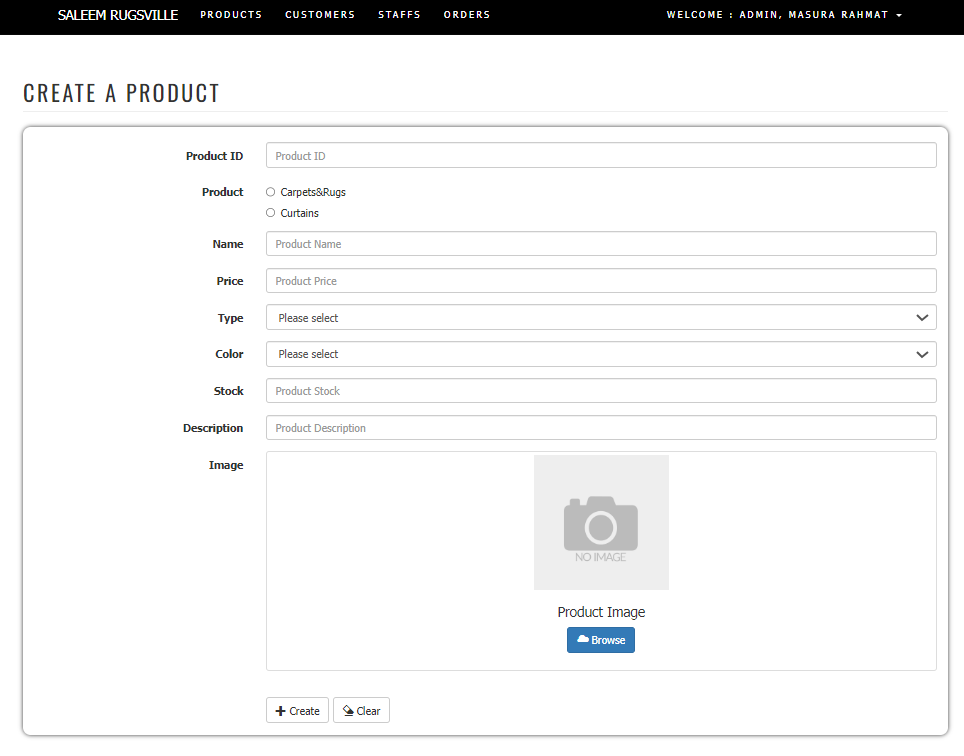 SALEEM RUGSVILLE PRODUCTS CUSTOMERS STAFFS ORDERS WELCOME : ADMIN, MASURA RAHMAT
CREATE A PRODUCT
Product ID Product ID
Product Carpets&Rugs
Curtains
Name Product Name
Price Product Price
Type Please select
Color Please select
Stock Product Stock
Description Product Description
Image
NO IMAGE
Product Image
Browse
Create Clear